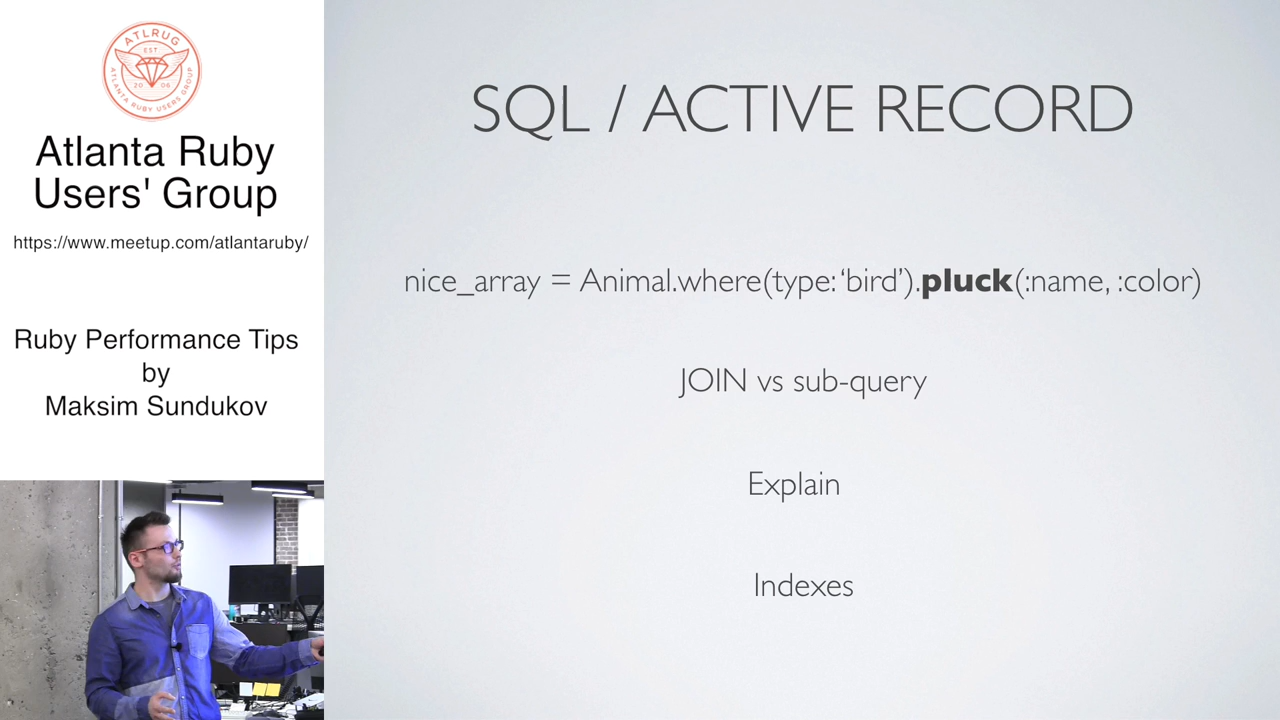 ATLRUG
EST
20 06
ATLANTA RUBY USERS GROUP
Atlanta Ruby
Users' Group
https://www.meetup.com/atlantaruby/
Ruby Performance Tips
by
Maksim Sundukov
SQL / ACTIVE RECORD
nice_array = Animal.where(type: ‘bird’).pluck(:name, :color)
JOIN vs sub-query
Explain
Indexes